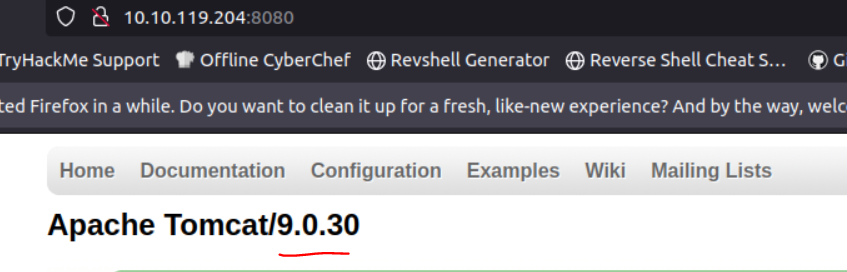 10.10.119.204:8080
TryHackMe Support Offline CyberChef Revshell Generator Reverse Shell Cheat S... G
ted Firefox in a while. Do you want to clean it up for a fresh, like-new experience? And by the way, welc
Home Documentation Configuration Examples Wiki Mailing Lists
Apache Tomcat/9.0.30